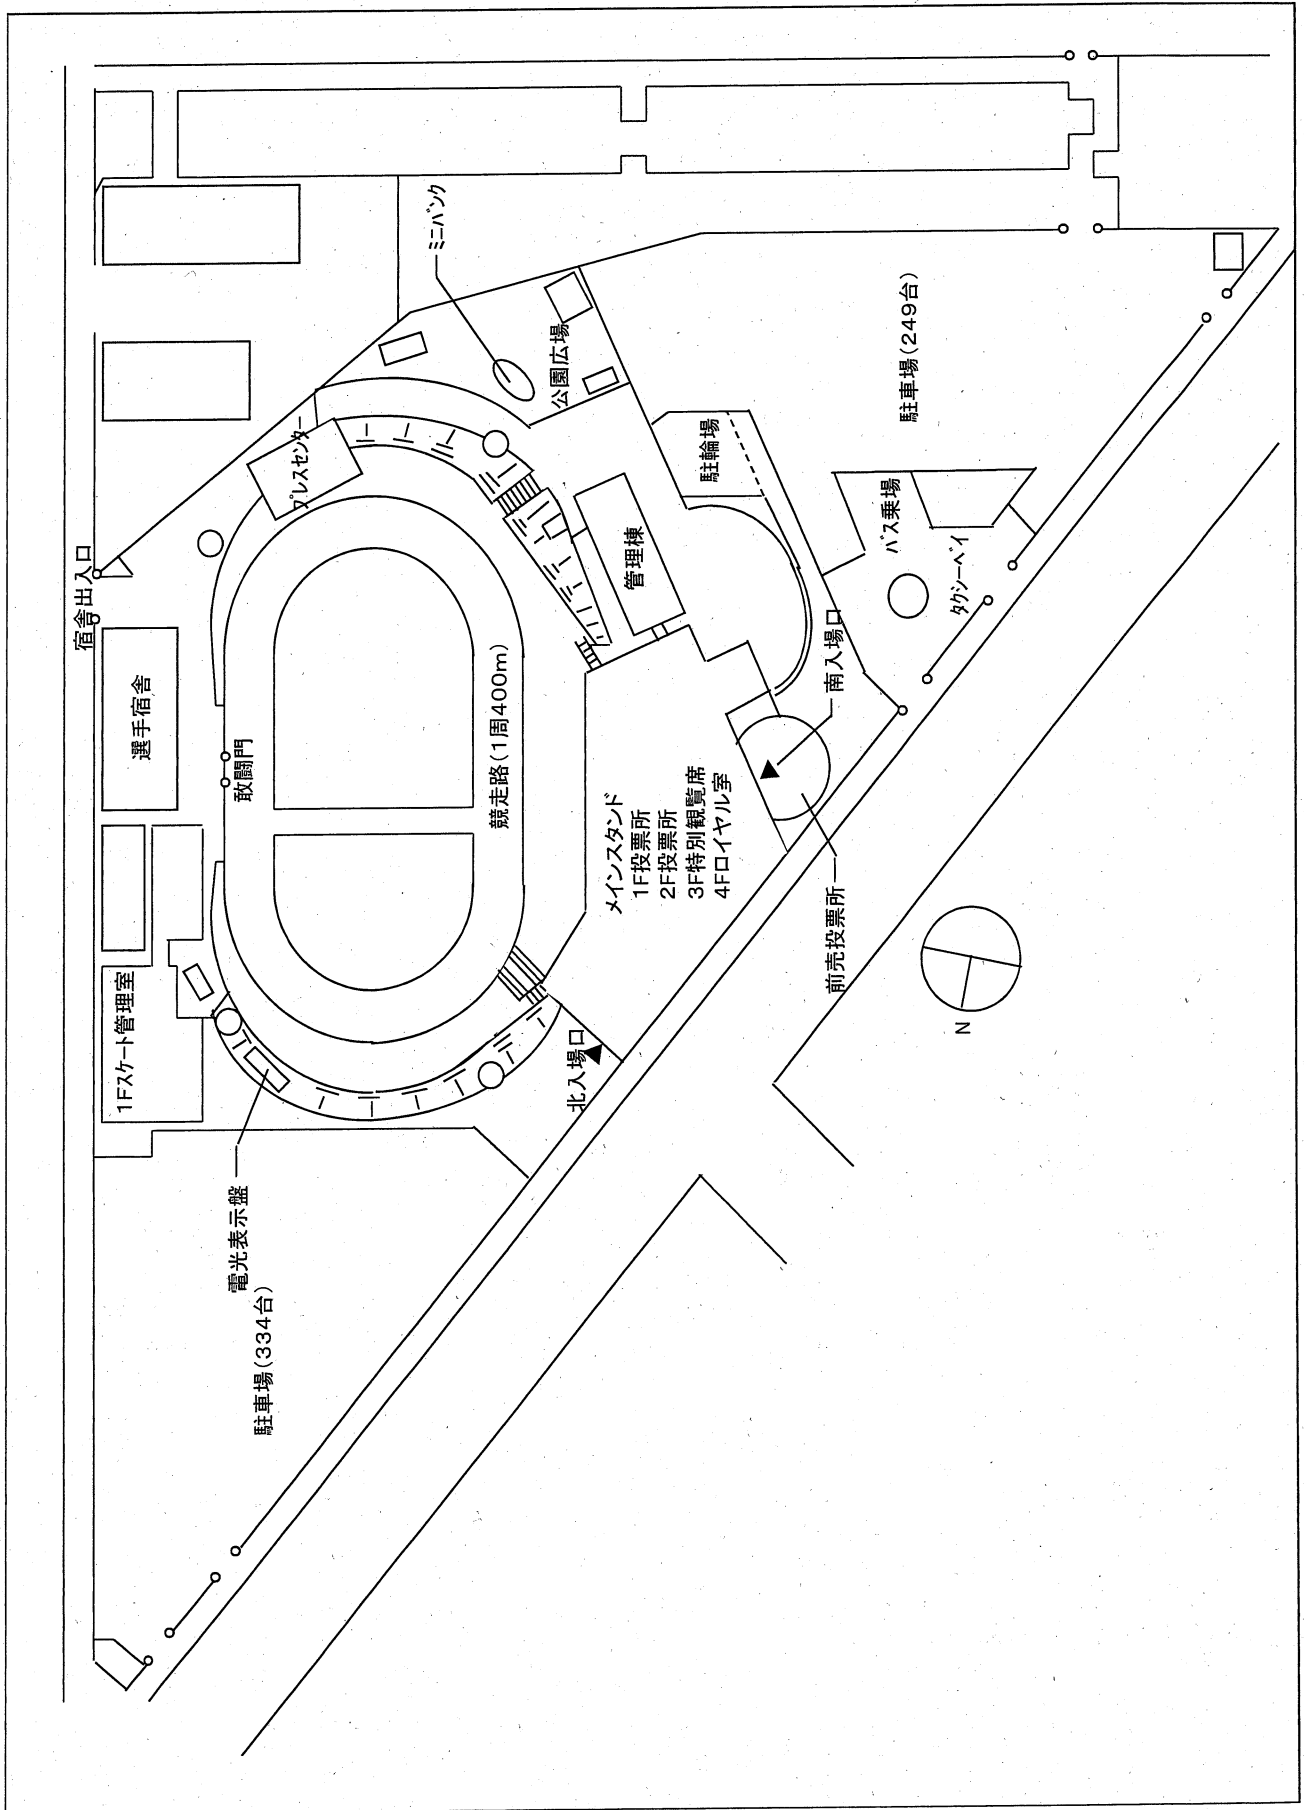 宿舎出入口
選手宿舎
敢闘門
1Fスケート管理室
電光表示盤
駐車場(334台)
プレスセンター
ミニバンク
公園広場
競走路(1周400m)
管理棟
駐輪場
駐車場(249台)
バス乗場
タクシーベイ
南入場口
メインスタンド
1F投票所
2F投票所
3F特別観覧席
4Fロイヤル室
前売投票所
北入場口
N